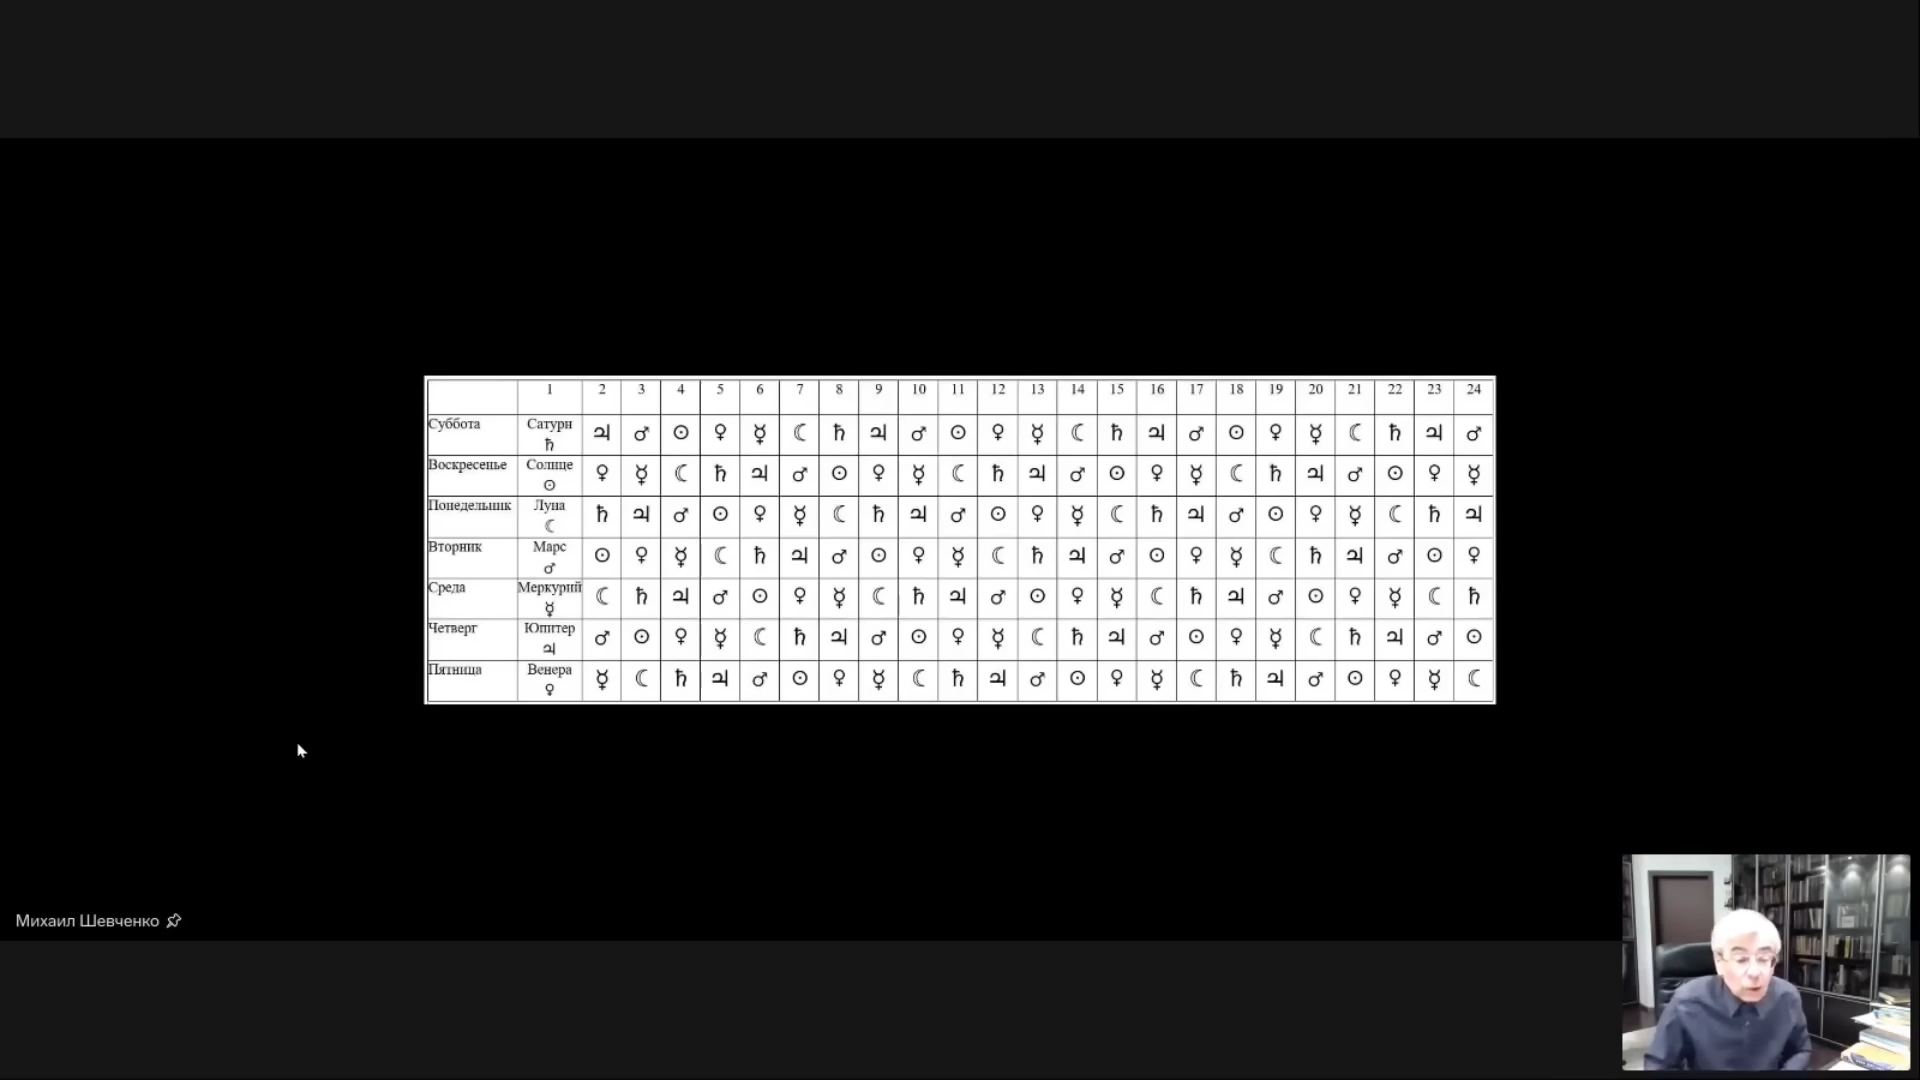 1 2 3 4 5 6 7 8 9 10 11 12 13 14 15 16 17 18 19 20 21 22 23 24
Суббота Сатурн ♃ ♂ ☉ ♀ ☿ ☾ ♄ ♃ ♂ ☉ ♀ ☿ ☾ ♄ ♃ ♂ ☉ ♀ ☿ ☾ ♄ ♃ ♂
♄
Воскресенье Солнце ♀ ☿ ☾ ♄ ♃ ♂ ☉ ♀ ☿ ☾ ♄ ♃ ♂ ☉ ♀ ☿ ☾ ♄ ♃ ♂ ☉ ♀ ☿
☉
Понедельник Луна ♄ ♃ ♂ ☉ ♀ ☿ ☾ ♄ ♃ ♂ ☉ ♀ ☿ ☾ ♄ ♃ ♂ ☉ ♀ ☿ ☾ ♄ ♃
☾
Вторник Марс ☉ ♀ ☿ ☾ ♄ ♃ ♂ ☉ ♀ ☿ ☾ ♄ ♃ ♂ ☉ ♀ ☿ ☾ ♄ ♃ ♂ ☉ ♀
♂
Среда Меркурий ☾ ♄ ♃ ♂ ☉ ♀ ☿ ☾ ♄ ♃ ♂ ☉ ♀ ☿ ☾ ♄ ♃ ♂ ☉ ♀ ☿ ☾ ♄
☿
Четверг Юпитер ♂ ☉ ♀ ☿ ☾ ♄ ♃ ♂ ☉ ♀ ☿ ☾ ♄ ♃ ♂ ☉ ♀ ☿ ☾ ♄ ♃ ♂ ☉
♃
Пятница Венера ☿ ☾ ♄ ♃ ♂ ☉ ♀ ☿ ☾ ♄ ♃ ♂ ☉ ♀ ☿ ☾ ♄ ♃ ♂ ☉ ♀ ☿ ☾
♀
Михаил Шевченко